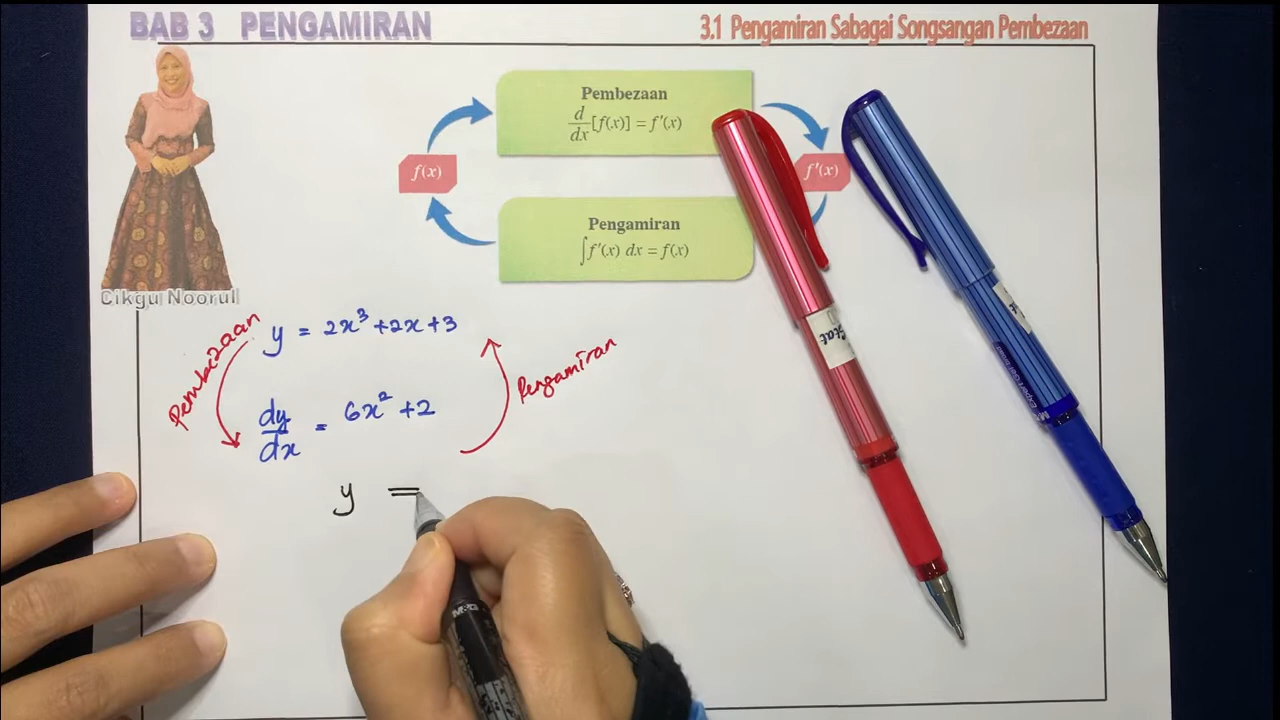 BAB 3 PENGAMIRAN
3.1 Pengamiran Sabagai Songsangan Pembezaan
Pembezaan
d/dx [f(x)] = f'(x)
f(x)
f'(x)
Pengamiran
∫f'(x) dx = f(x)
Cikgu Noorul
Pembezaan
y = 2x³ + 2x + 3
Pengamiran
dy/dx = 6x² + 2
y =
Stat
M&G